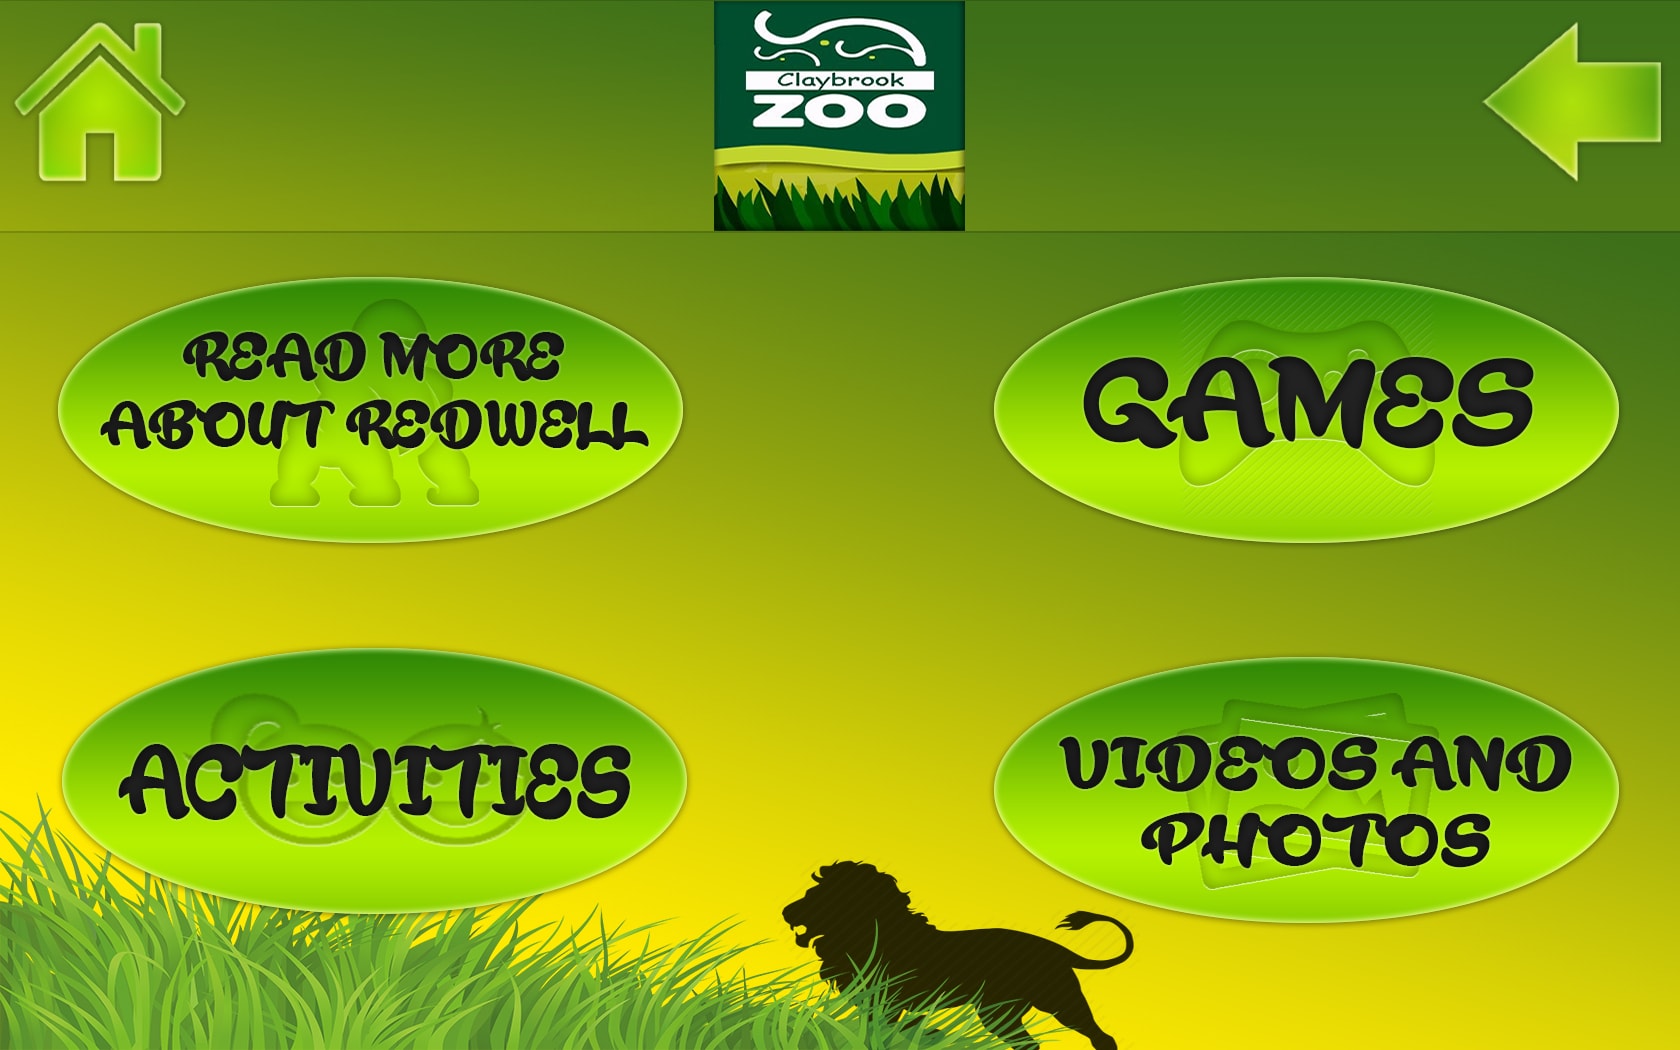 Claybrook
ZOO
READ MORE
ABOUT REDWELL
GAMES
ACTIVITIES
VIDEOS AND
PHOTOS